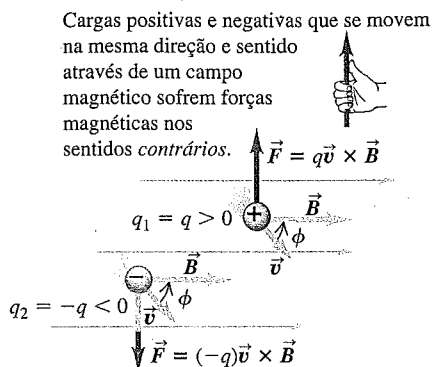 Cargas positivas e negativas que se movem
na mesma direção e sentido
através de um campo
magnético sofrem forças
magnéticas nos
sentidos contrários.
F⃗ = qv⃗ × B⃗
q₁ = q > 0
+
B⃗
ϕ
v⃗
−
B⃗
ϕ
q₂ = −q < 0
v⃗
F⃗ = (−q)v⃗ × B⃗